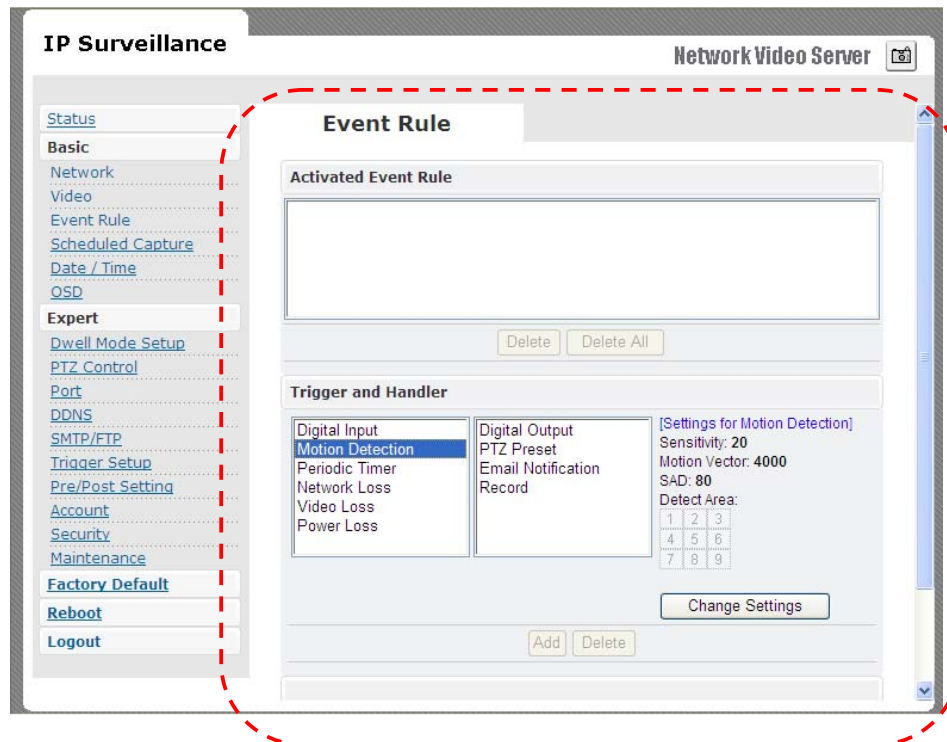 IP Surveillance
Network Video Server
Status
Basic
Network
Video
Event Rule
Scheduled Capture
Date / Time
OSD
Expert
Dwell Mode Setup
PTZ Control
Port
DDNS
SMTP/FTP
Trigger Setup
Pre/Post Setting
Account
Security
Maintenance
Factory Default
Reboot
Logout
Event Rule
Activated Event Rule
Delete
Delete All
Trigger and Handler
Digital Input
Motion Detection
Periodic Timer
Network Loss
Video Loss
Power Loss
Digital Output
PTZ Preset
Email Notification
Record
[Settings for Motion Detection]
Sensitivity: 20
Motion Vector: 4000
SAD: 80
Detect Area:
1 2 3
4 5 6
7 8 9
Change Settings
Add
Delete